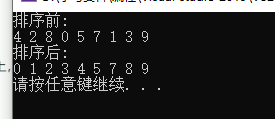 排序前:
4 2 8 0 5 7 1 3 9
排序后:
0 1 2 3 4 5 7 8 9
请按任意键继续. . .